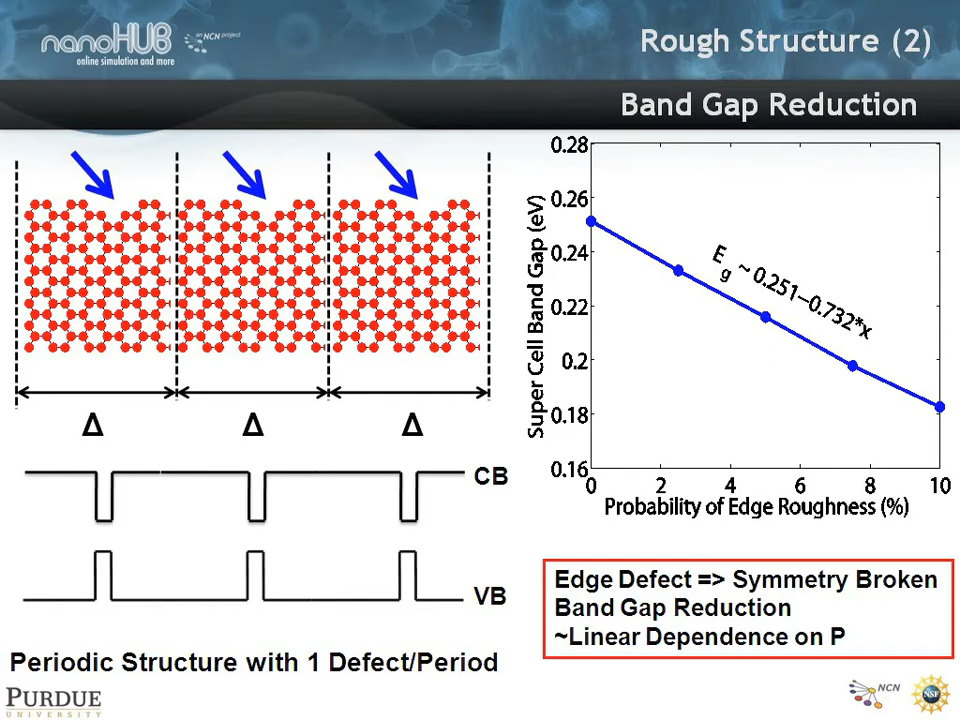 nanoHUB
an NCN project
online simulation and more
Rough Structure (2)
Band Gap Reduction
Δ Δ Δ
CB
VB
Periodic Structure with 1 Defect/Period
0.28
0.26
0.24
0.22
0.2
0.18
0.16
Super Cell Band Gap (eV)
Eg ~ 0.251–0.732*x
0 2 4 6 8 10
Probability of Edge Roughness (%)
Edge Defect => Symmetry Broken
Band Gap Reduction
~Linear Dependence on P
PURDUE
UNIVERSITY
NCN
NSF